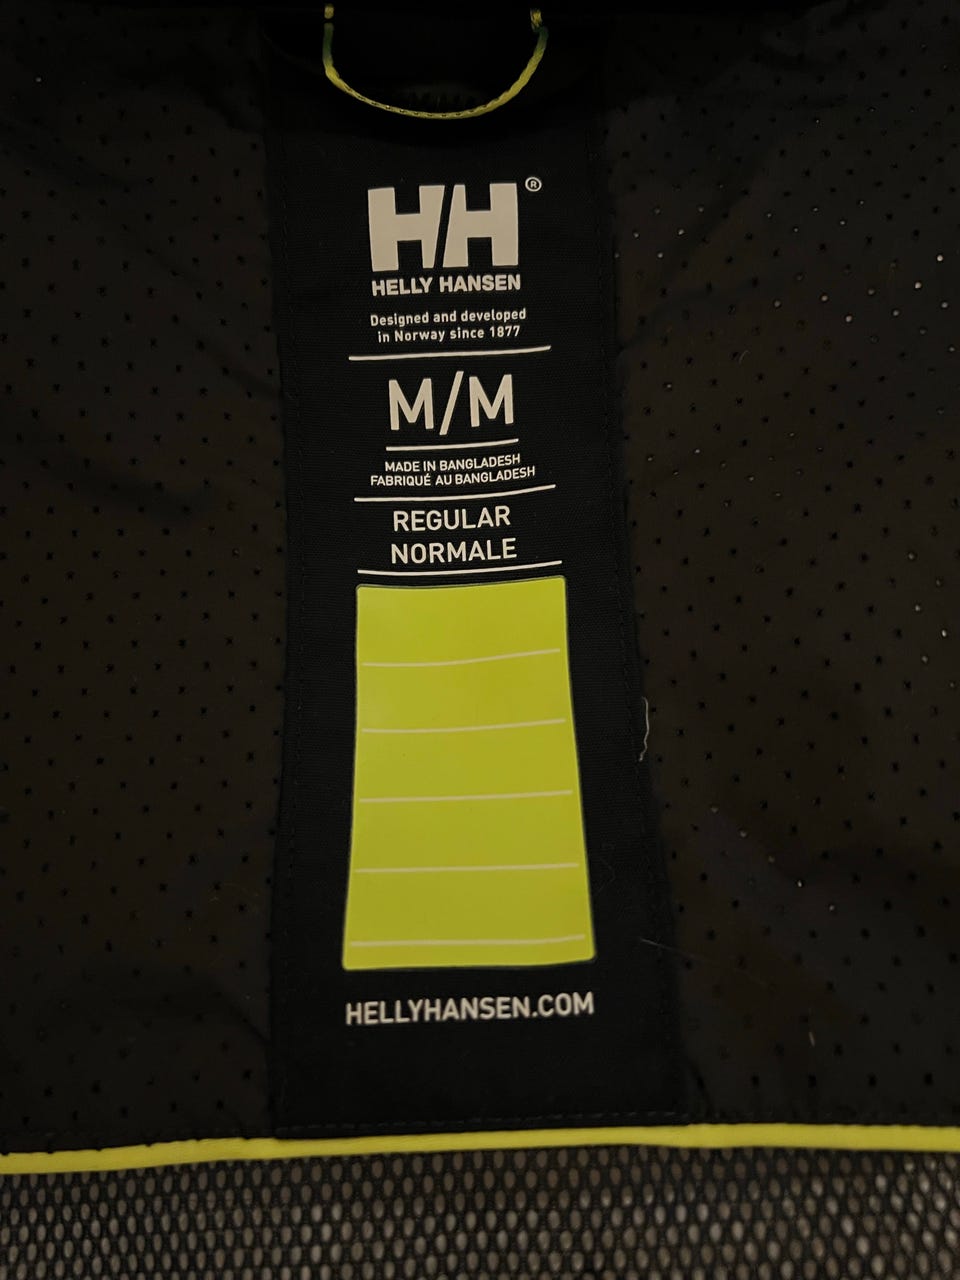 HH®
HELLY HANSEN
Designed and developed
in Norway since 1877
M/M
MADE IN BANGLADESH
FABRIQUÉ AU BANGLADESH
REGULAR
NORMALE
HELLYHANSEN.COM